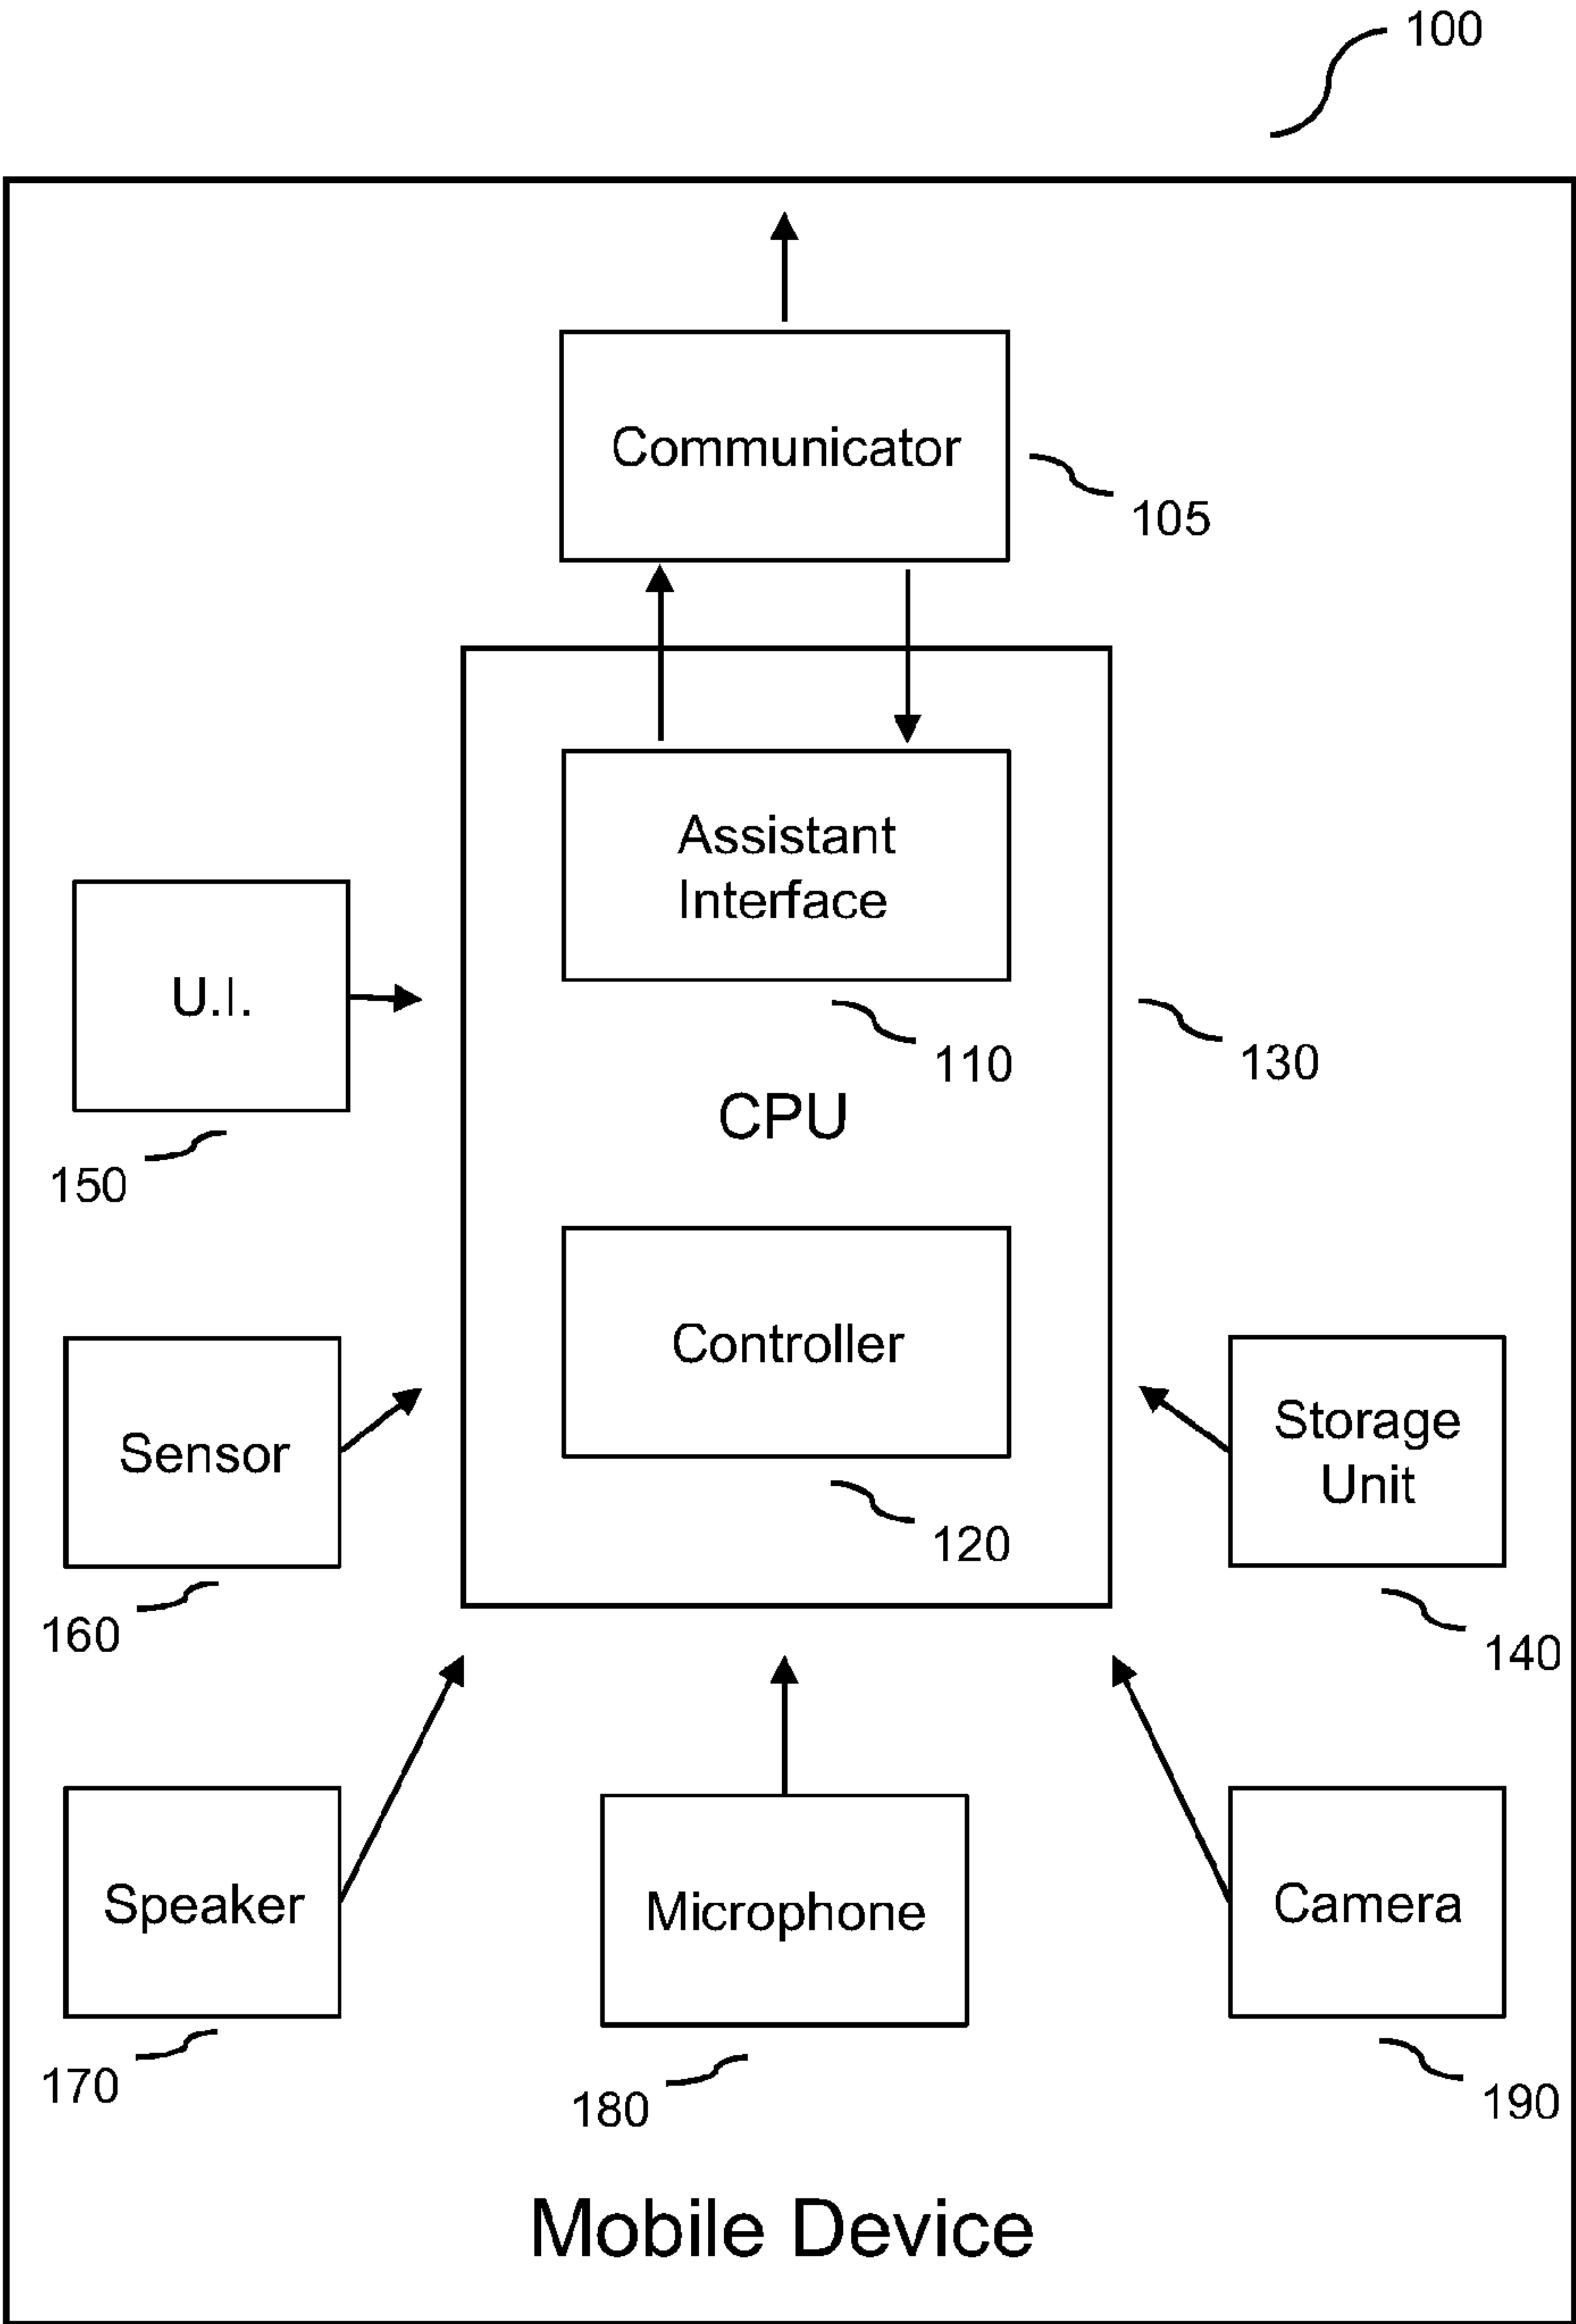 100
Communicator
105
Assistant
Interface
U.I.
110
130
CPU
150
Controller
Storage
Unit
Sensor
120
160
140
Speaker
Microphone
Camera
170
180
190
Mobile Device